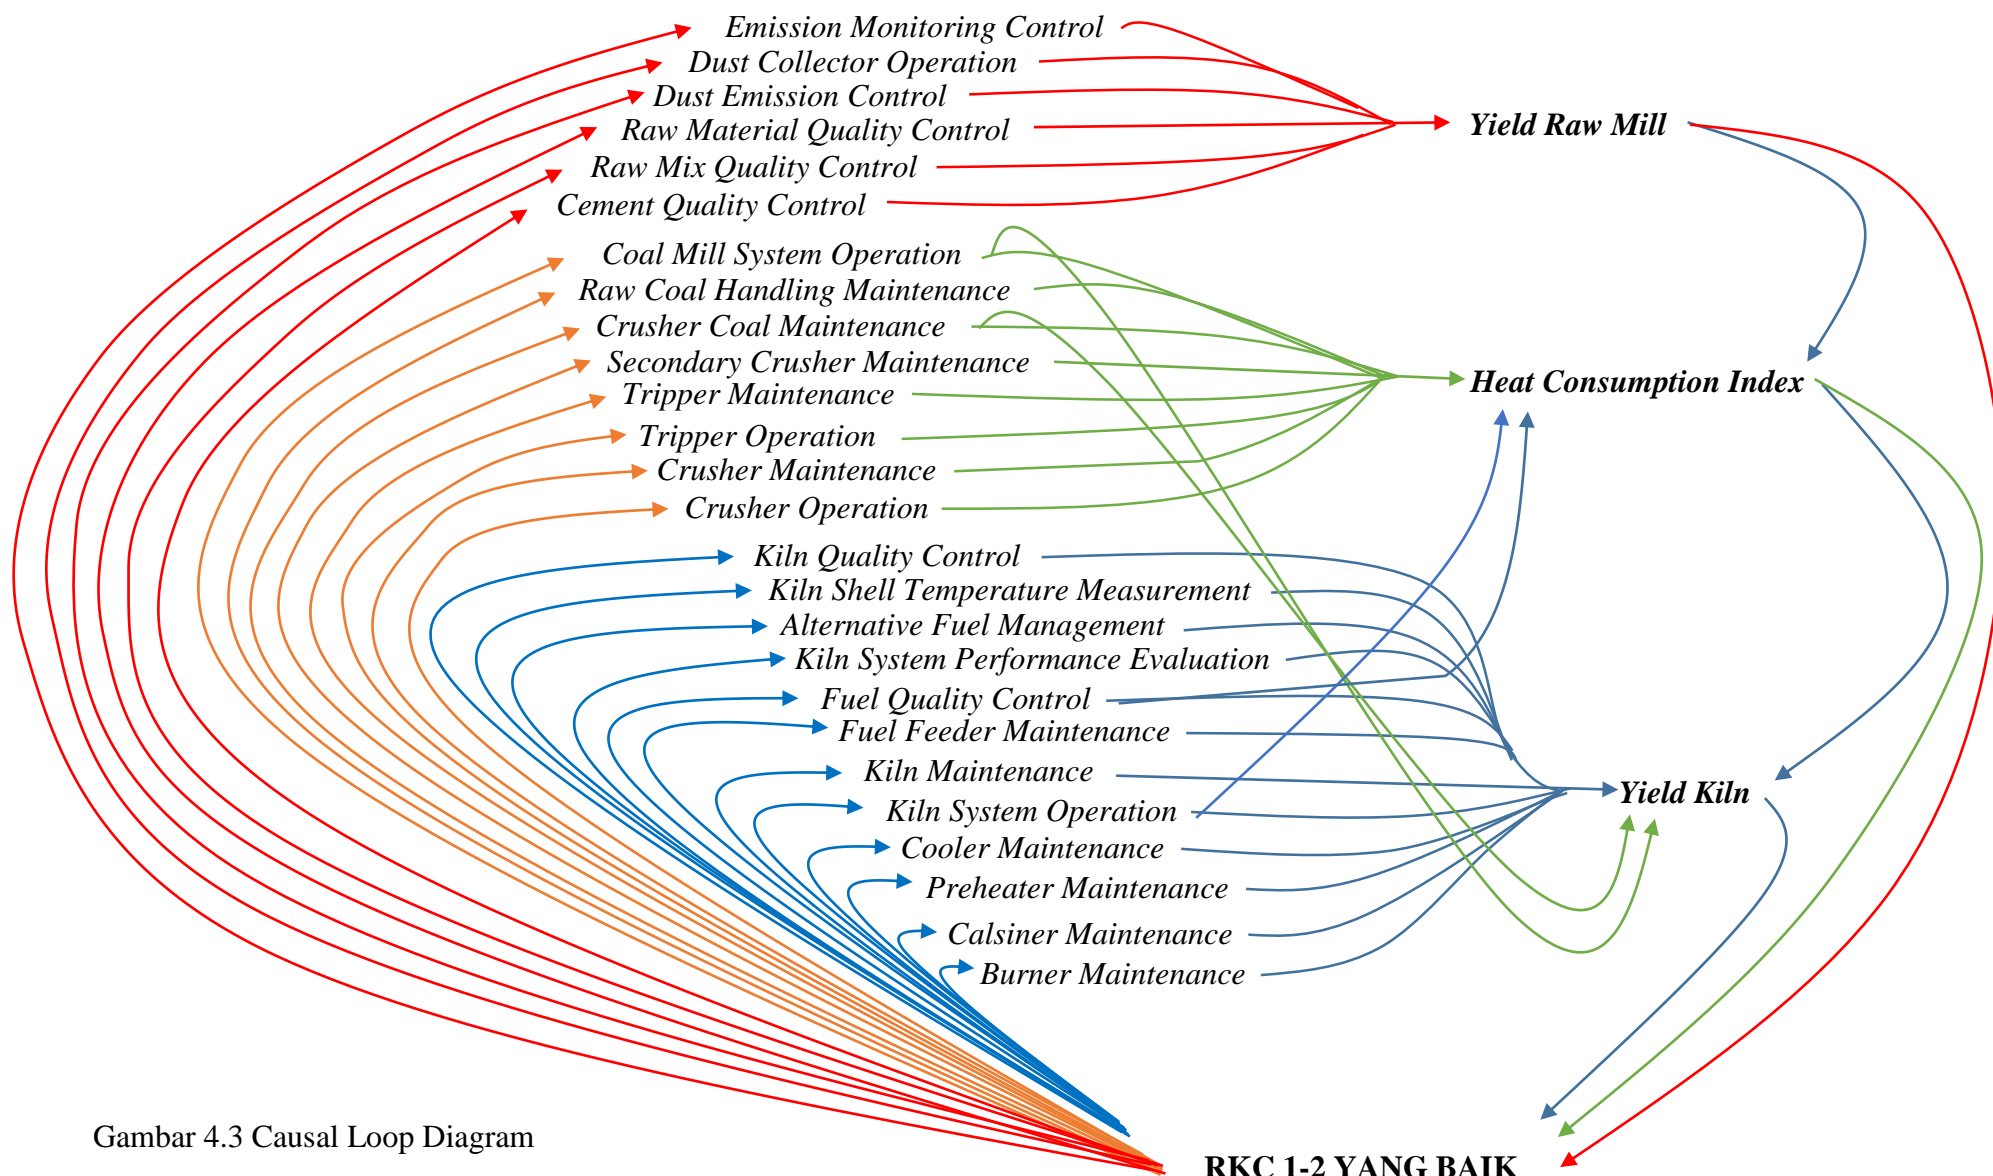 Emission Monitoring Control
Dust Collector Operation
Dust Emission Control
Raw Material Quality Control
Yield Raw Mill
Raw Mix Quality Control
Cement Quality Control
Coal Mill System Operation
Raw Coal Handling Maintenance
Crusher Coal Maintenance
Secondary Crusher Maintenance
Heat Consumption Index
Tripper Maintenance
Tripper Operation
Crusher Maintenance
Crusher Operation
Kiln Quality Control
Kiln Shell Temperature Measurement
Alternative Fuel Management
Kiln System Performance Evaluation
Fuel Quality Control
Fuel Feeder Maintenance
Kiln Maintenance
Yield Kiln
Kiln System Operation
Cooler Maintenance
Preheater Maintenance
Calsiner Maintenance
Burner Maintenance
Gambar 4.3 Causal Loop Diagram
RKC 1-2 YANG BAIK